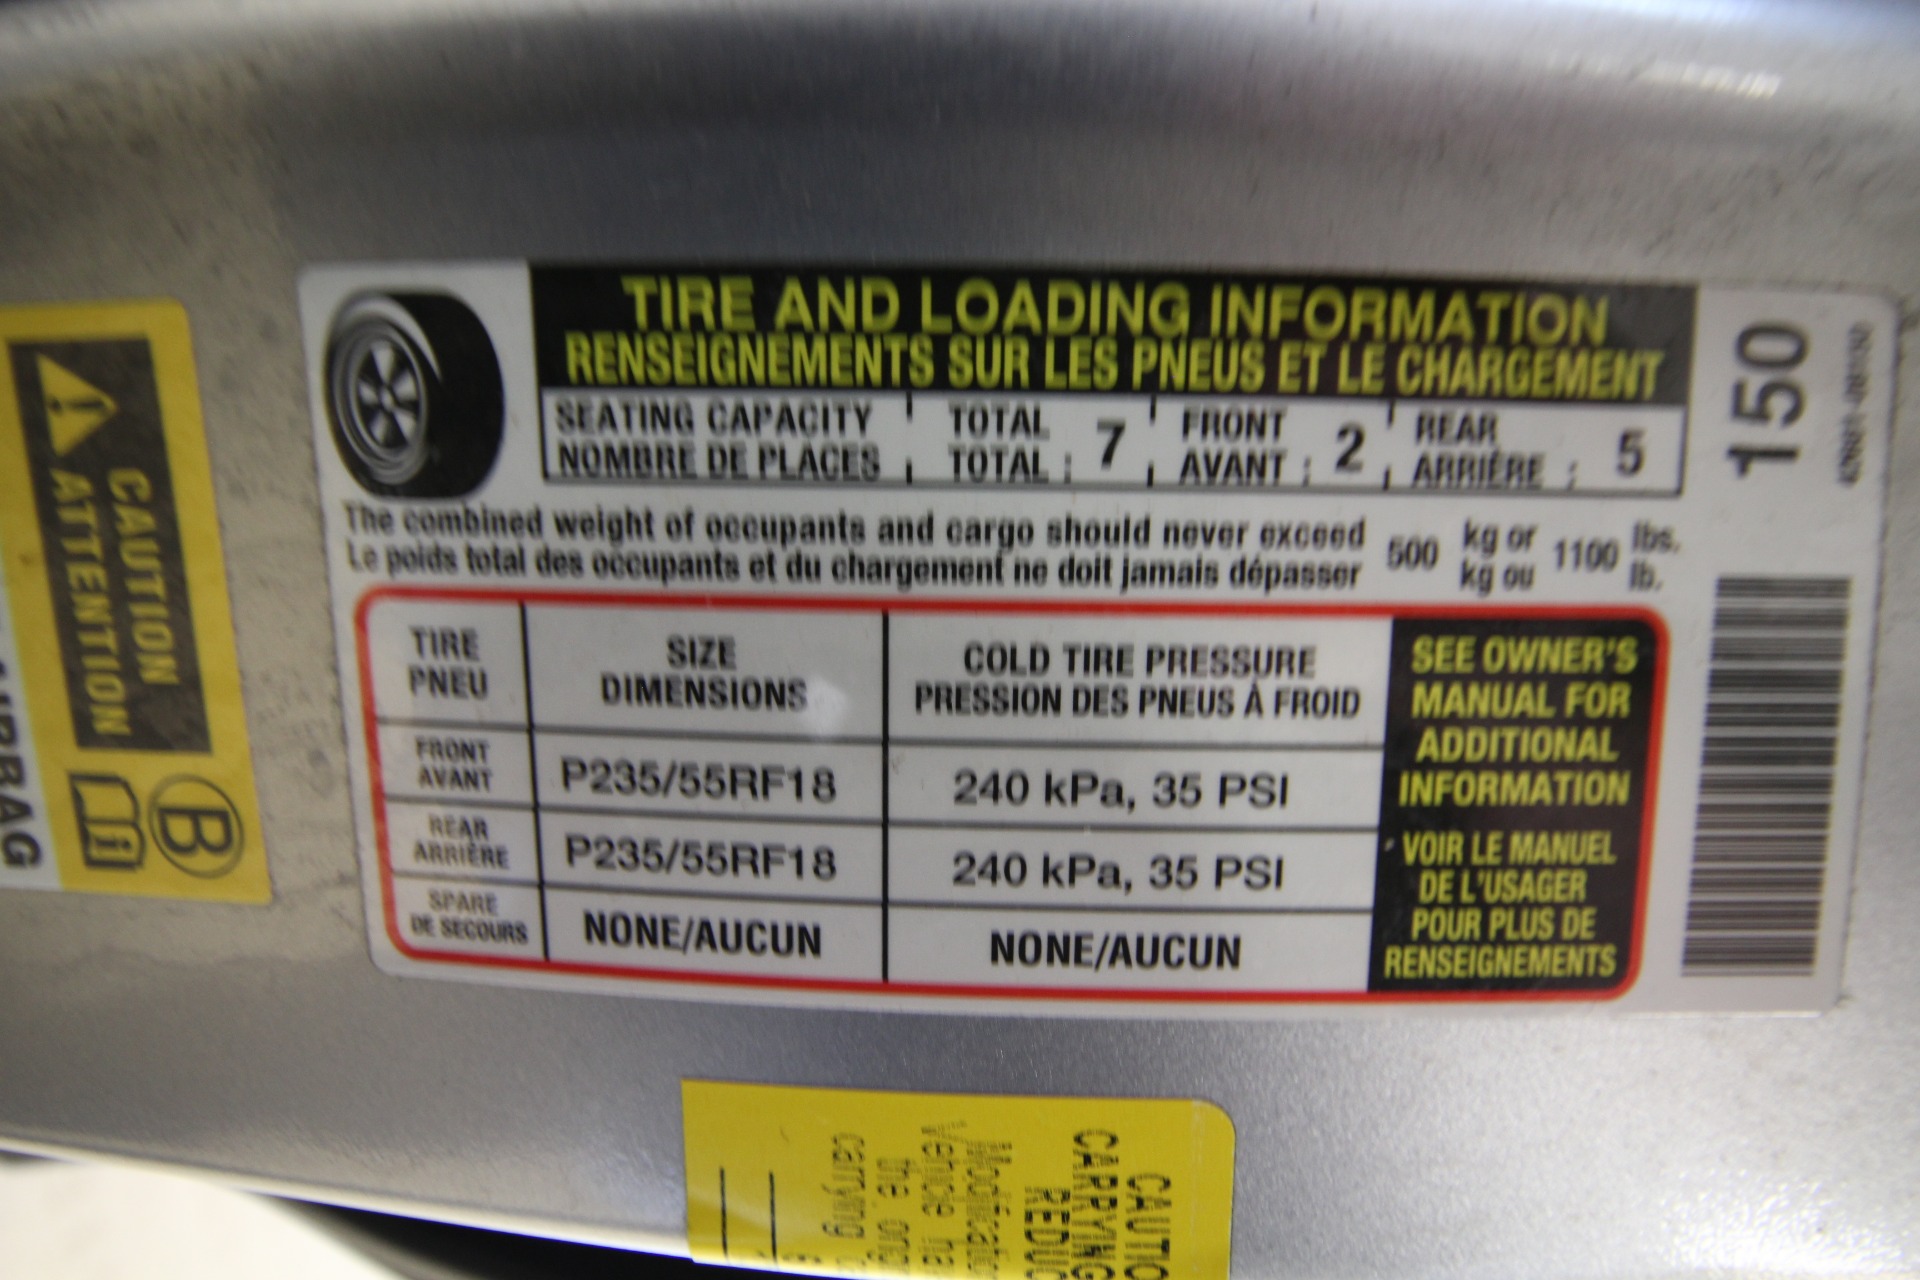 TIRE AND LOADING INFORMATION
RENSEIGNEMENTS SUR LES PNEUS ET LE CHARGEMENT
SEATING CAPACITY TOTAL 7 FRONT 2 REAR 5
NOMBRE DE PLACES TOTAL : AVANT : ARRIÈRE :
The combined weight of occupants and cargo should never exceed 500 kg or 1100 lbs.
Le poids total des occupants et du chargement ne doit jamais dépasser kg ou lb.
TIRE SIZE COLD TIRE PRESSURE
PNEU DIMENSIONS PRESSION DES PNEUS À FROID
FRONT
AVANT P235/55RF18 240 kPa, 35 PSI
REAR
ARRIÈRE P235/55RF18 240 kPa, 35 PSI
SPARE
DE SECOURS NONE/AUCUN NONE/AUCUN
SEE OWNER'S
MANUAL FOR
ADDITIONAL
INFORMATION
VOIR LE MANUEL
DE L'USAGER
POUR PLUS DE
RENSEIGNEMENTS
150
CAUTION
ATTENTION
B
i
CARRYING
the
carrying